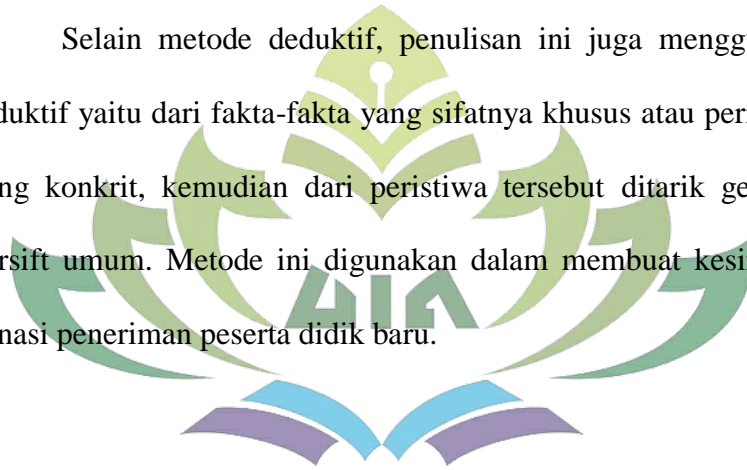 Selain metode deduktif, penulisan ini juga mengg
duktif yaitu dari fakta-fakta yang sifatnya khusus atau peri
ng konkrit, kemudian dari peristiwa tersebut ditarik ge
rsift umum. Metode ini digunakan dalam membuat kesi
nasi peneriman peserta didik baru.
UIN